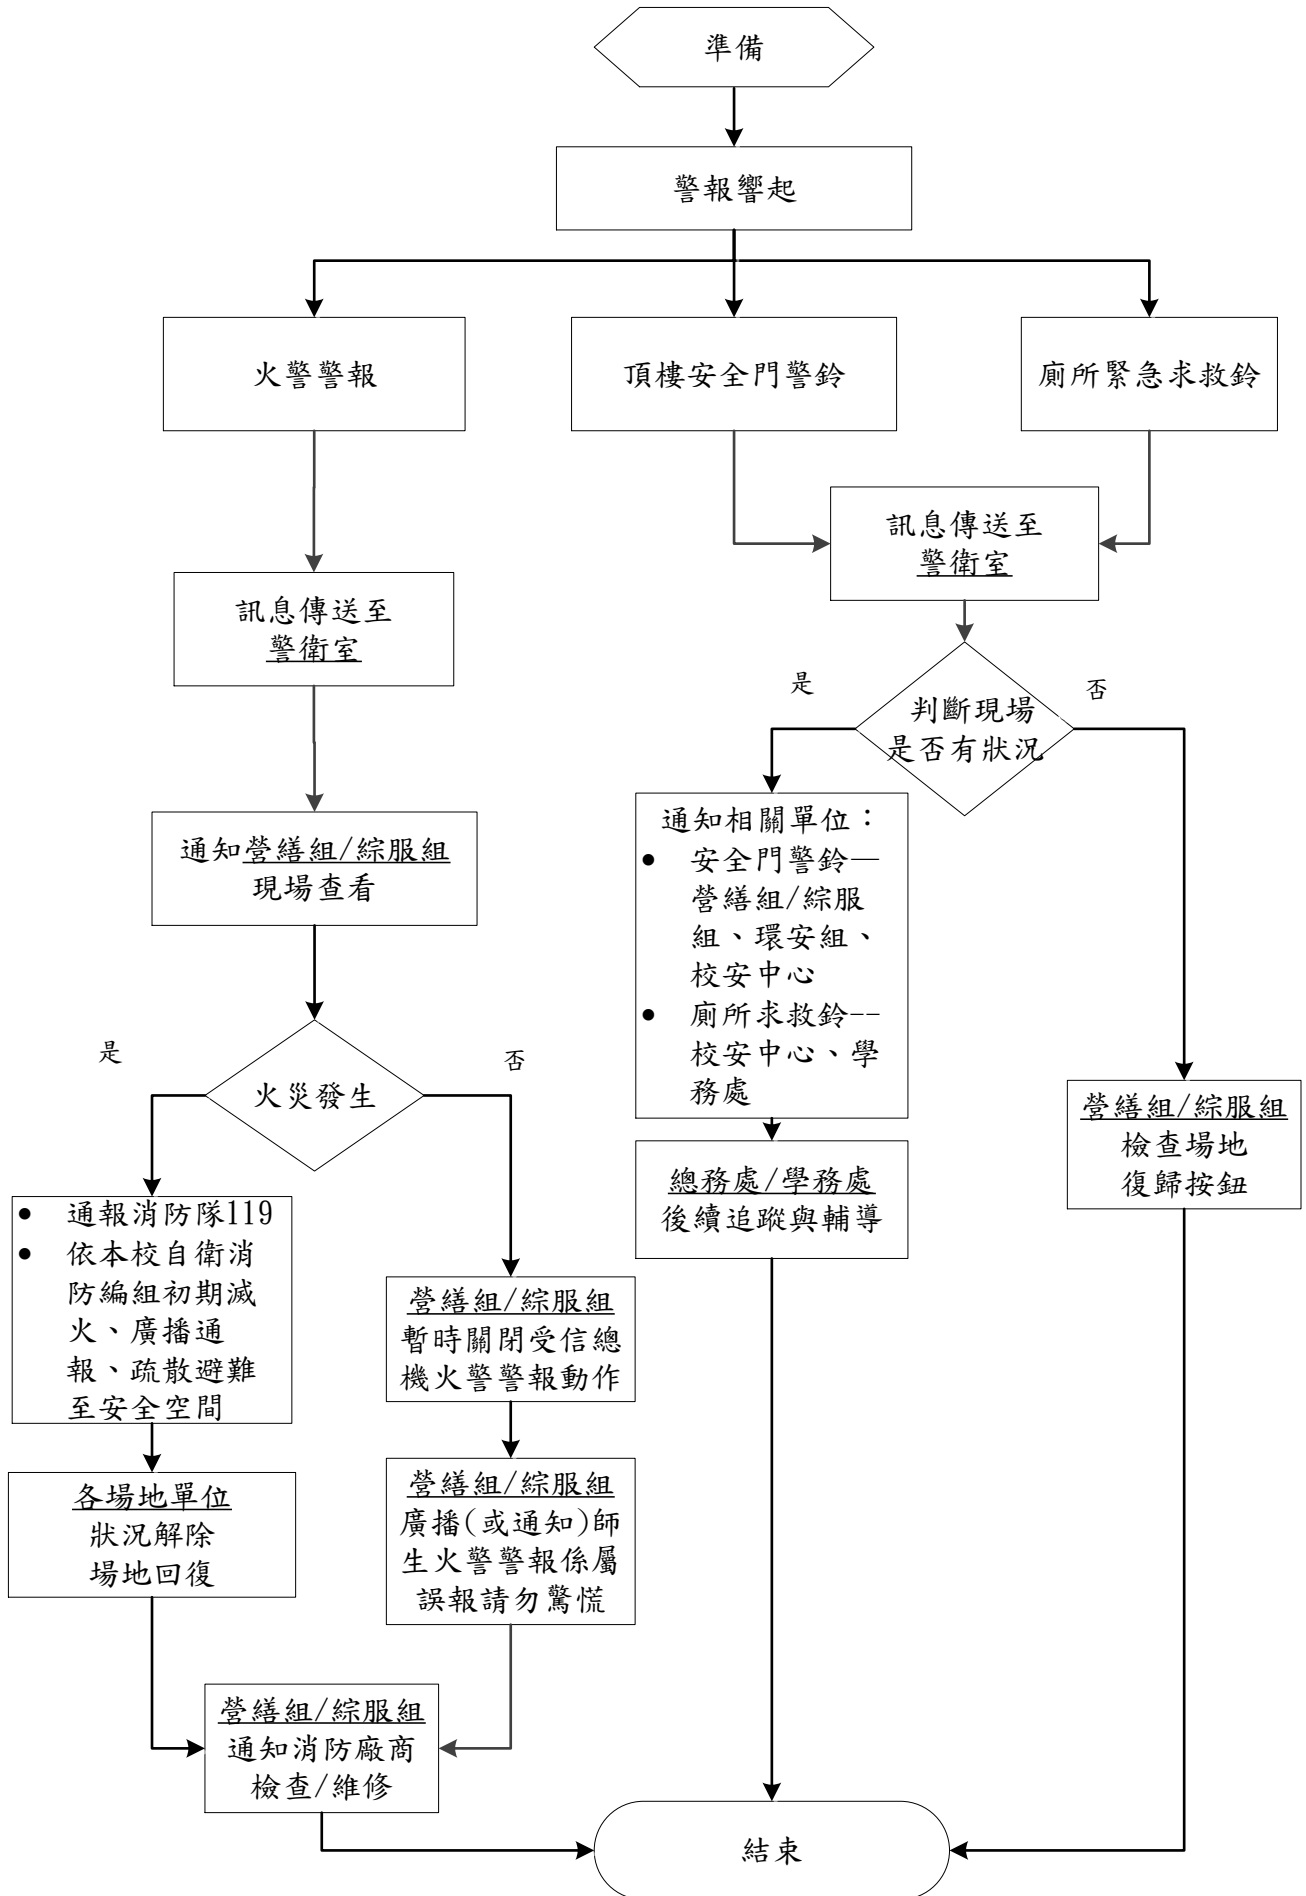 準備
警報響起
火警警報
頂樓安全門警鈴
廁所緊急求救鈴
訊息傳送至
警衛室
訊息傳送至
警衛室
是
否
判斷現場
是否有狀況
通知營繕組/綜服組
現場查看
通知相關單位：
● 安全門警鈴—
營繕組/綜服
組、環安組、
校安中心
● 廁所求救鈴--
校安中心、學
務處
是
否
火災發生
營繕組/綜服組
檢查場地
復歸按鈕
總務處/學務處
後續追蹤與輔導
● 通報消防隊119
● 依本校自衛消
防編組初期滅
火、廣播通
報、疏散避難
至安全空間
營繕組/綜服組
暫時關閉受信總
機火警警報動作
各場地單位
狀況解除
場地回復
營繕組/綜服組
廣播(或通知)師
生火警警報係屬
誤報請勿驚慌
營繕組/綜服組
通知消防廠商
檢查/維修
結束